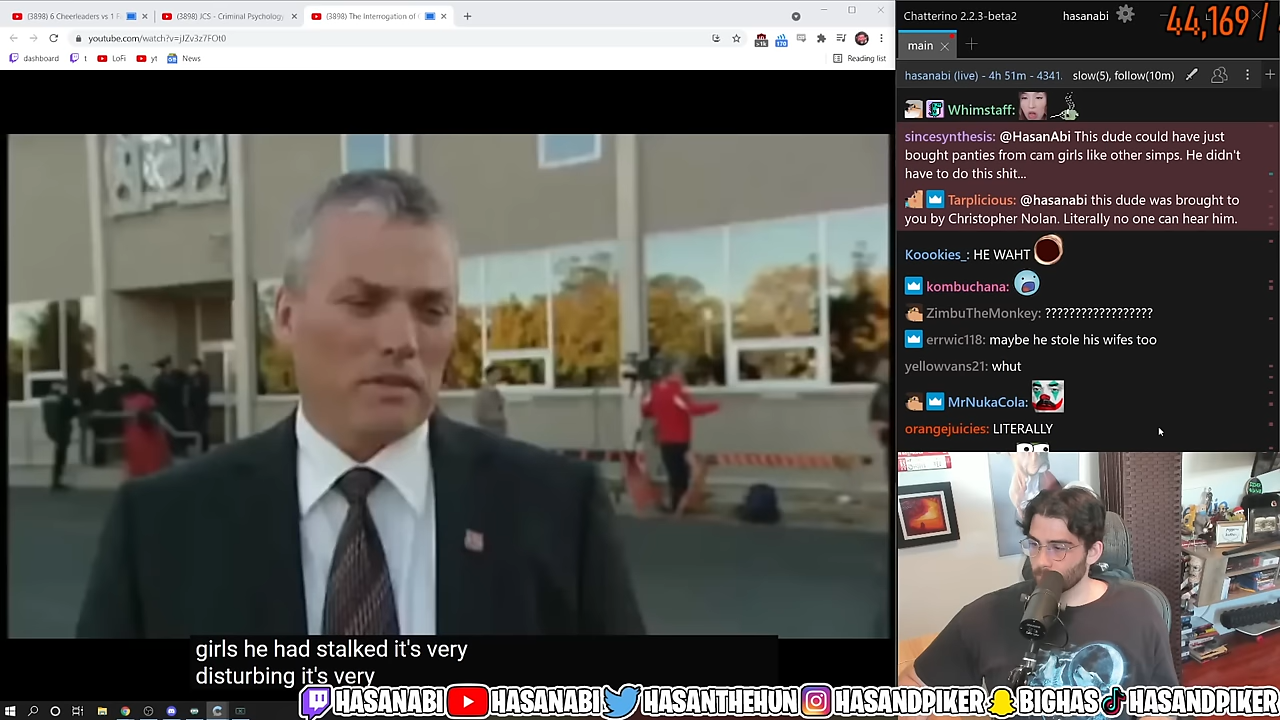 (3898) 6 Cheerleaders vs 1 F
(3898) JCS - Criminal Psychology
(3898) The Interrogation of
youtube.com/watch?v=jJZv3z7FOt0
dashboard
t
LoFi
yt
News
Reading list
girls he had stalked it's very
disturbing it's very
Chatterino 2.2.3-beta2
hasanabi
44,169 /
main
hasanabi (live) - 4h 51m - 4341
slow(5), follow(10m)
Whimstaff:
sincesynthesis: @HasanAbi This dude could have just
bought panties from cam girls like other simps. He didn't
have to do this shit...
Tarplicious: @hasanabi this dude was brought to
you by Christopher Nolan. Literally no one can hear him.
Koookies_: HE WAHT
kombuchana:
ZimbuTheMonkey: ??????????????????
errwic118: maybe he stole his wifes too
yellowvans21: whut
MrNukaCola:
orangejuicies: LITERALLY
HASANABI
HASANABI
HASANTHEHUN
HASANDPIKER
BIGHAS
HASANDPIKER